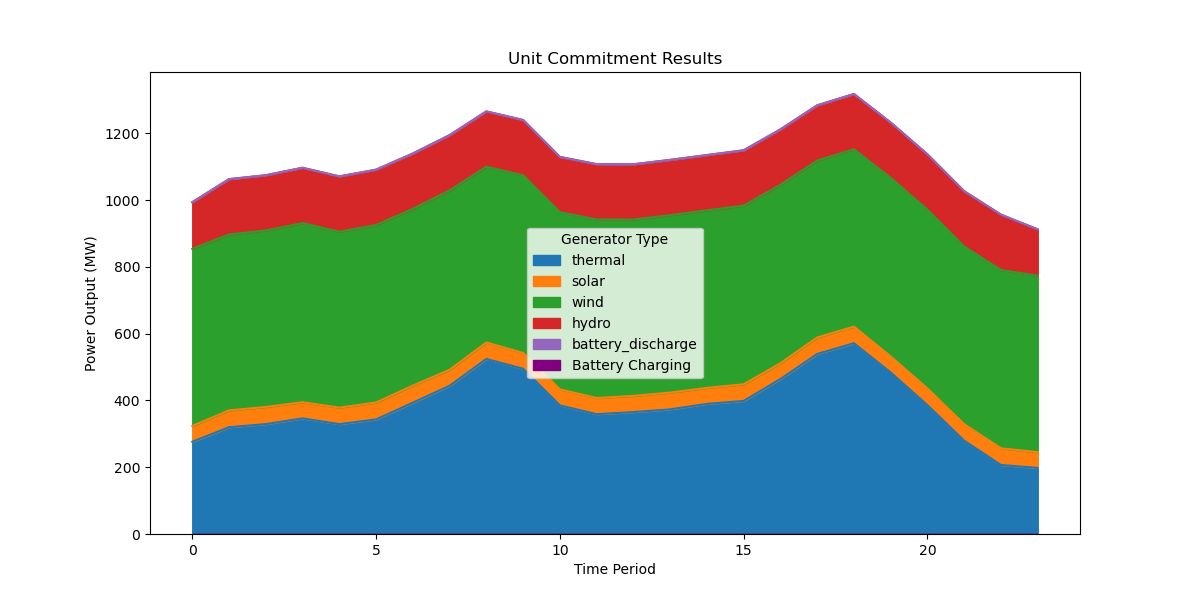 Unit Commitment Results
Power Output (MW)
1200
1000
800
600
400
200
0
Generator Type
thermal
solar
wind
hydro
battery_discharge
Battery Charging
0 5 10 15 20
Time Period